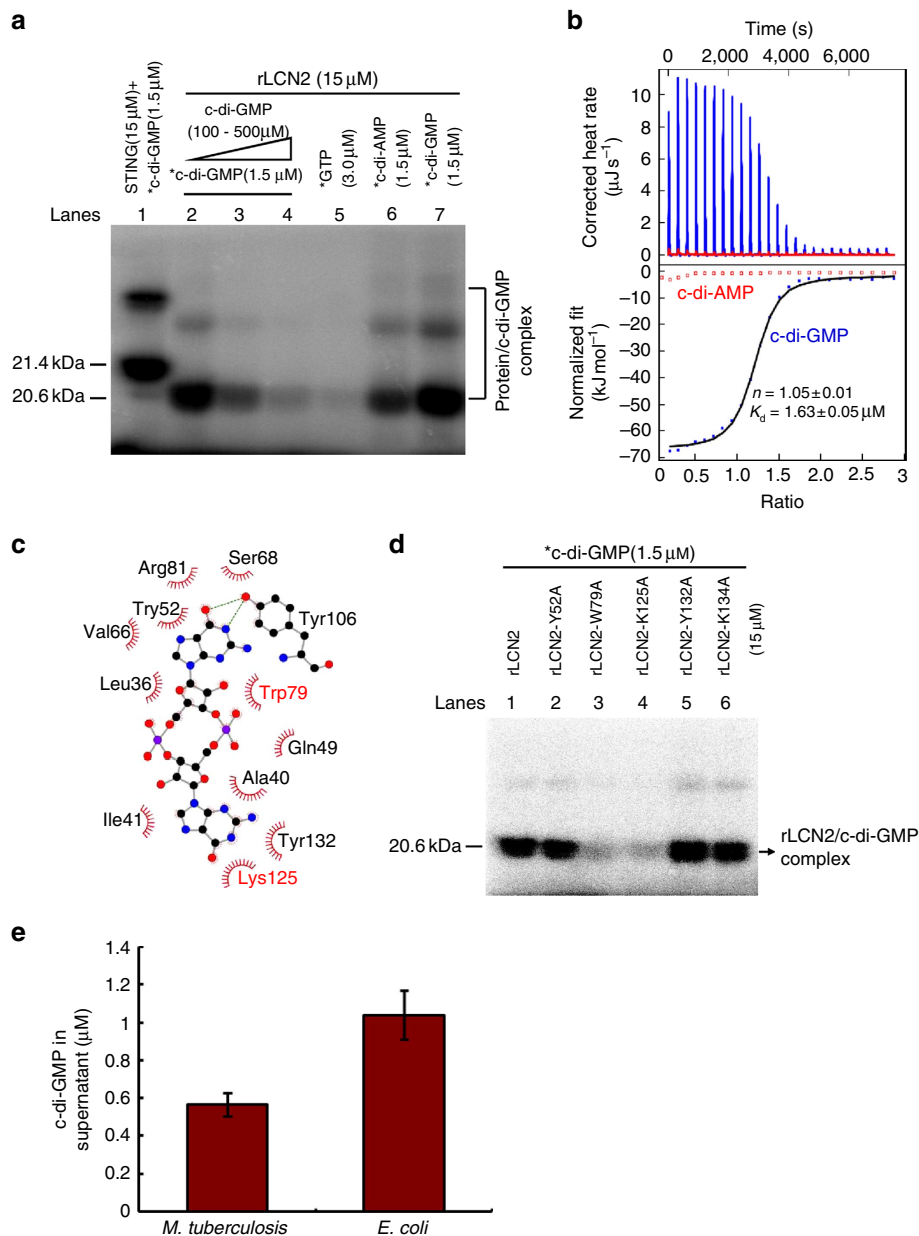 a
rLCN2 (15 μM)
STING(15 μM)+
*c-di-GMP(1.5 μM)
c-di-GMP
(100 - 500μM)
*c-di-GMP(1.5 μM)
*GTP
(3.0 μM)
*c-di-AMP
(1.5 μM)
*c-di-GMP
(1.5 μM)
Lanes 1 2 3 4 5 6 7
21.4 kDa
20.6 kDa
Protein/c-di-GMP
complex
b
Time (s)
0 2,000 4,000 6,000
Corrected heat rate
(μJ s⁻¹)
10
8
6
4
2
0
Normalized fit
(kJ mol⁻¹)
0
−10
−20
−30
−40
−50
−60
−70
c-di-AMP
c-di-GMP
n = 1.05±0.01
Kd = 1.63±0.05 μM
0 0.5 1.0 1.5 2.0 2.5 3
Ratio
c
Ser68
Arg81
Try52
Tyr106
Val66
Leu36
Trp79
Gln49
Ala40
Ile41
Tyr132
Lys125
d
*c-di-GMP(1.5 μM)
rLCN2
rLCN2-Y52A
rLCN2-W79A
rLCN2-K125A
rLCN2-Y132A
rLCN2-K134A
(15 μM)
Lanes 1 2 3 4 5 6
20.6 kDa
rLCN2/c-di-GMP
complex
e
c-di-GMP in
supernatant (μM)
1.4
1.2
1
0.8
0.6
0.4
0.2
0
M. tuberculosis E. coli